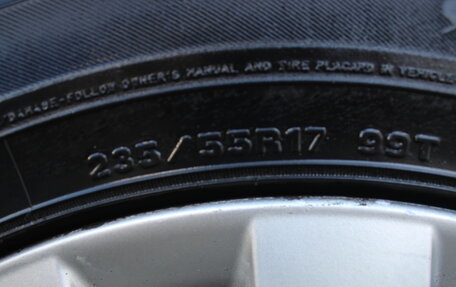 DAMAGE-FOLLOW OWNER'S MANUAL AND TIRE PLACARD IN VEHICLE
235/55R17 99T